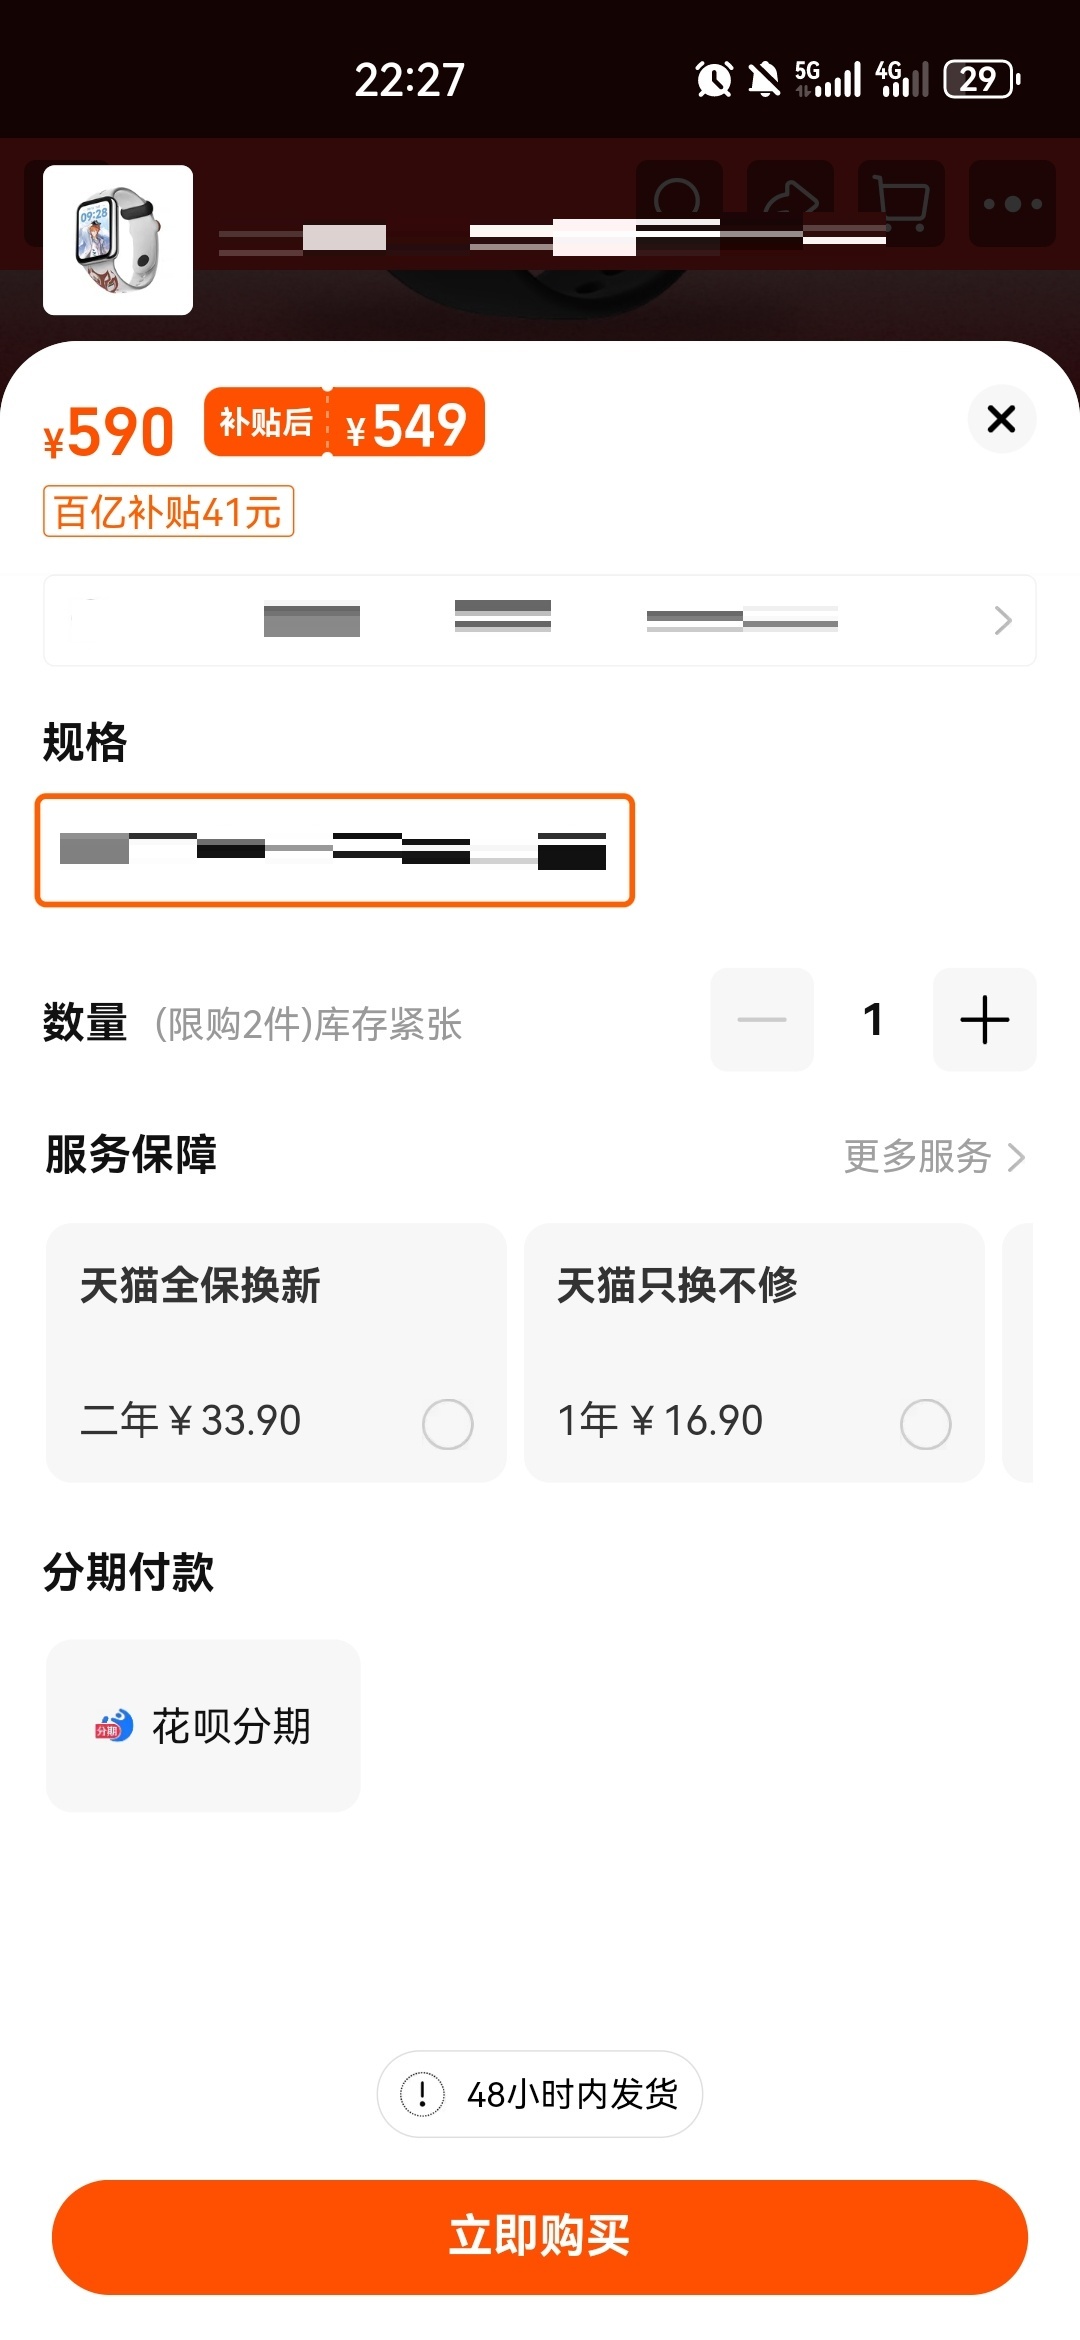 22:27
5G
4G
29
09:28
¥590
补贴后 ¥549
百亿补贴41元
规格
数量 (限购2件)库存紧张
1
服务保障
更多服务
天猫全保换新
天猫只换不修
二年￥33.90
1年￥16.90
分期付款
分期 花呗分期
48小时内发货
立即购买